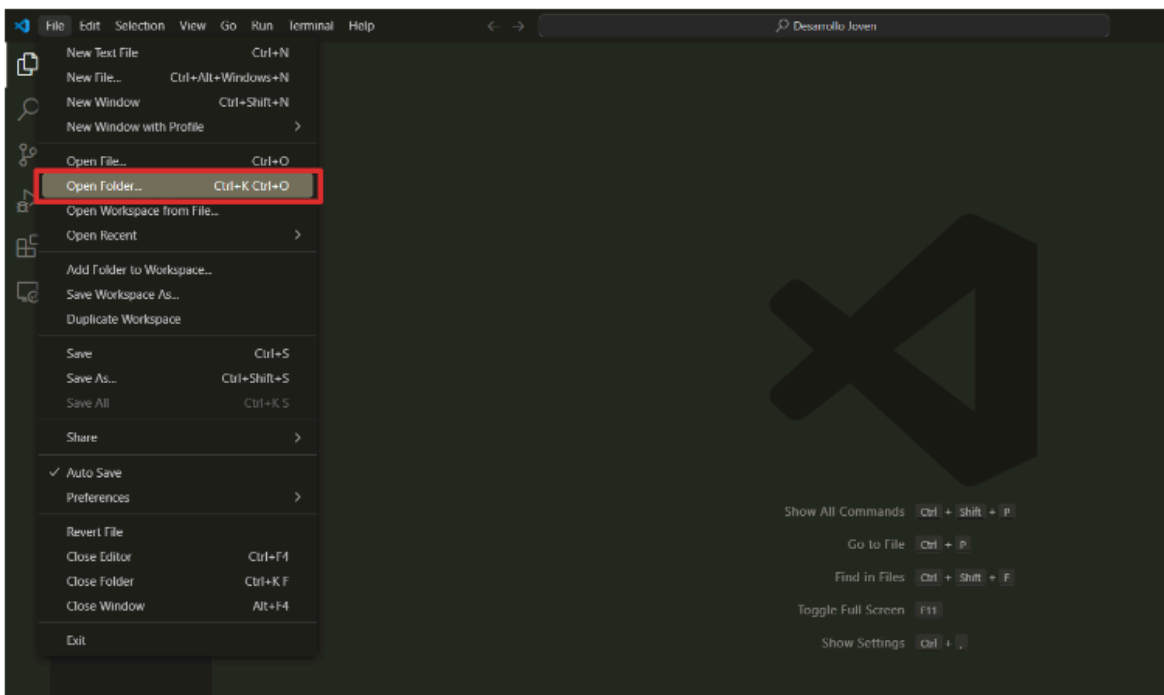 File Edit Selection View Go Run Terminal Help
Desarrollo Joven
New Text File Ctrl+N
New File... Ctrl+Alt+Windows+N
New Window Ctrl+Shift+N
New Window with Profile
Open File... Ctrl+O
Open Folder... Ctrl+K Ctrl+O
Open Workspace from File...
Open Recent
Add Folder to Workspace...
Save Workspace As...
Duplicate Workspace
Save Ctrl+S
Save As... Ctrl+Shift+S
Save All Ctrl+K S
Share
Auto Save
Preferences
Revert File
Close Editor Ctrl+F4
Close Folder Ctrl+K F
Close Window Alt+F4
Exit
Show All Commands Ctrl + Shift + P
Go to File Ctrl + P
Find in Files Ctrl + Shift + F
Toggle Full Screen F11
Show Settings Ctrl + ,